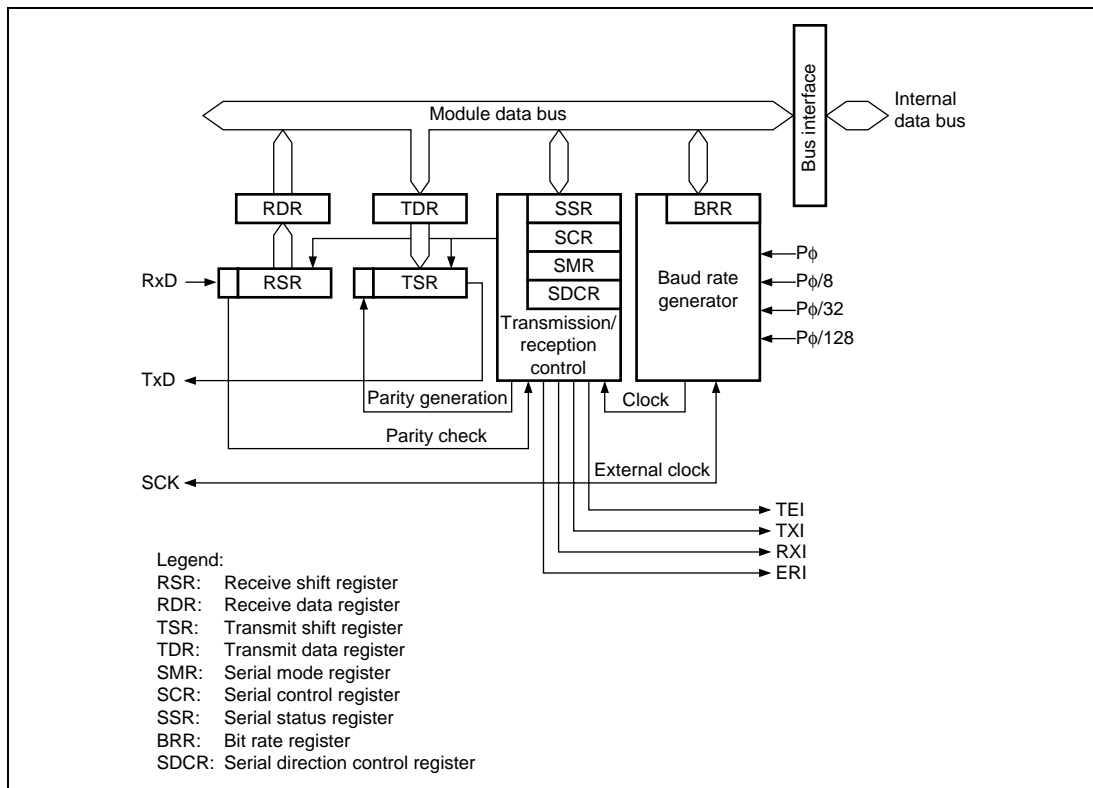 Module data bus
Bus interface
Internal
data bus
RDR
TDR
SSR
BRR
SCR
SMR
SDCR
RxD
RSR
TSR
Baud rate
generator
Pϕ
Pϕ/8
Pϕ/32
Pϕ/128
Transmission/
reception
control
TxD
Parity generation
Clock
Parity check
SCK
External clock
TEI
TXI
RXI
ERI
Legend:
RSR: Receive shift register
RDR: Receive data register
TSR: Transmit shift register
TDR: Transmit data register
SMR: Serial mode register
SCR: Serial control register
SSR: Serial status register
BRR: Bit rate register
SDCR: Serial direction control register